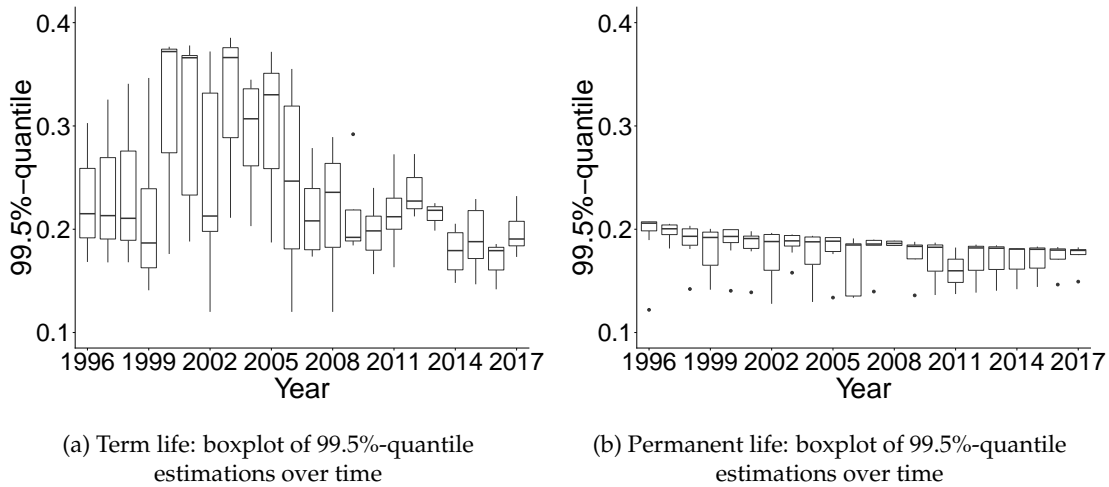 99.5%−quantile
0.4
0.3
0.2
0.1
1996 1999 2002 2005 2008 2011 2014 2017
Year
(a) Term life: boxplot of 99.5%-quantile
estimations over time
99.5%−quantile
0.4
0.3
0.2
0.1
1996 1999 2002 2005 2008 2011 2014 2017
Year
(b) Permanent life: boxplot of 99.5%-quantile
estimations over time